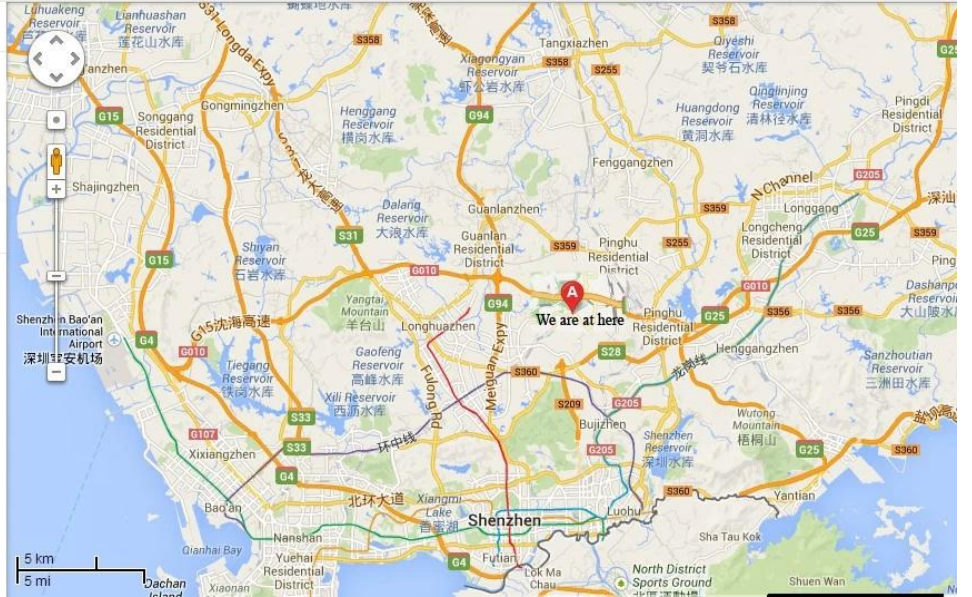 Luhuakeng
Reservoir
Lianhuashan
Reservoir
莲花山水库
S31 Longda Expy
S358
Tangxiazhen
S358
S358
S255
Xiagongyan
Reservoir
虾公岩水库
Qiyeshi
Reservoir
契爷石水库
Gongmingzhen
G15
Songgang
Residential
District
Henggang
Reservoir
横岗水库
G94
Huangdong
Reservoir
黄洞水库
Qinglinjing
Reservoir
清林径水库
Pingdi
Residential
District
Fenggangzhen
G205
N Channel
Shajingzhen
Dalang
Reservoir
大浪水库
Guanlanzhen
S359
Longgang
深汕
S31
Guanlan
Residential
District
S359
Pinghu
Residential
District
S255
Longcheng
Residential
District
G25
S359
G15
Shiyan
Reservoir
石岩水库
G010
G010
A
We are at here
G94
Yangtai
Mountain
羊台山
Longhuazhen
Pinghu
Residential
District
G25
S356
S356
大山陂水库
Shenzhen Bao'an
International
Airport
深圳宝安机场
G4
G15沈海高速
G010
Gaofeng
Reservoir
高峰水库
Meiguan Expy
S28
Henggangzhen
Sanzhoutian
Reservoir
三洲田水库
Tiegang
Reservoir
铁岗水库
Xili Reservoir
西沥水库
Fulong Rd
S360
龙岗线
S209
G205
Bujizhen
Wutong
Mountain
梧桐山
S33
S33
G107
Xixiangzhen
环中线
G205
Shenzhen
Reservoir
深圳水库
G25
S360
G4
北环大道
Xiangmi
Lake
香蜜湖
S360
Yantian
Bao'an
Shenzhen
Luohu
Qianhai Bay
Nanshan
Sha Tau Kok
Yuehai
Residential
District
G4
Futian
Lok Ma
Chau
North District
Sports Ground
Shuen Wan
5 km
5 mi
Dachan
Island